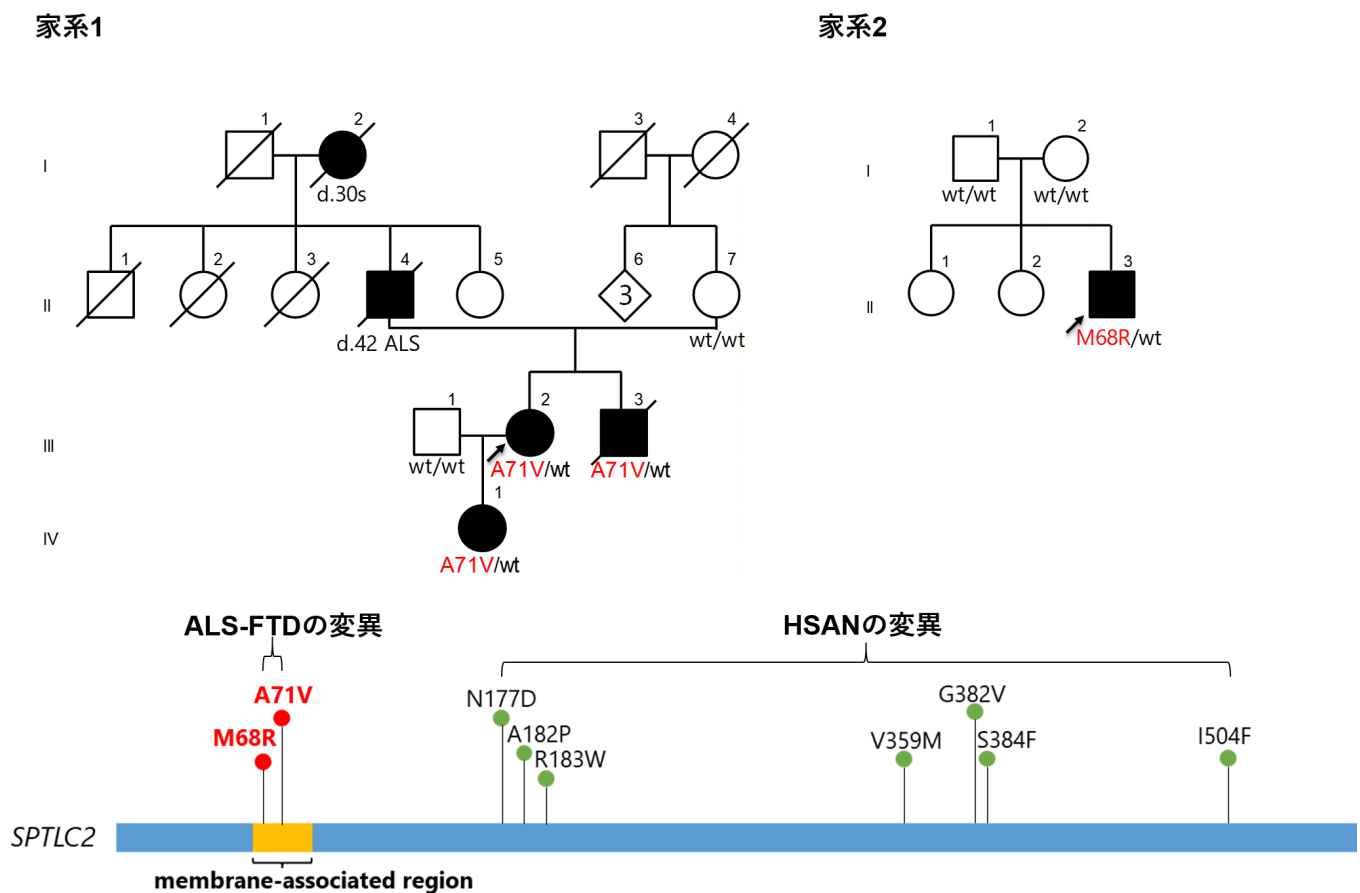 家系1
家系2
1
2
3
4
1
2
I
d.30s
I
wt/wt
wt/wt
1
2
3
4
5
6
7
1
2
3
3
II
II
d.42 ALS
wt/wt
M68R/wt
1
2
3
III
wt/wt
A71V/wt
A71V/wt
1
IV
A71V/wt
ALS-FTDの変異
HSANの変異
A71V
M68R
N177D
A182P
R183W
V359M
G382V
S384F
I504F
SPTLC2
membrane-associated region